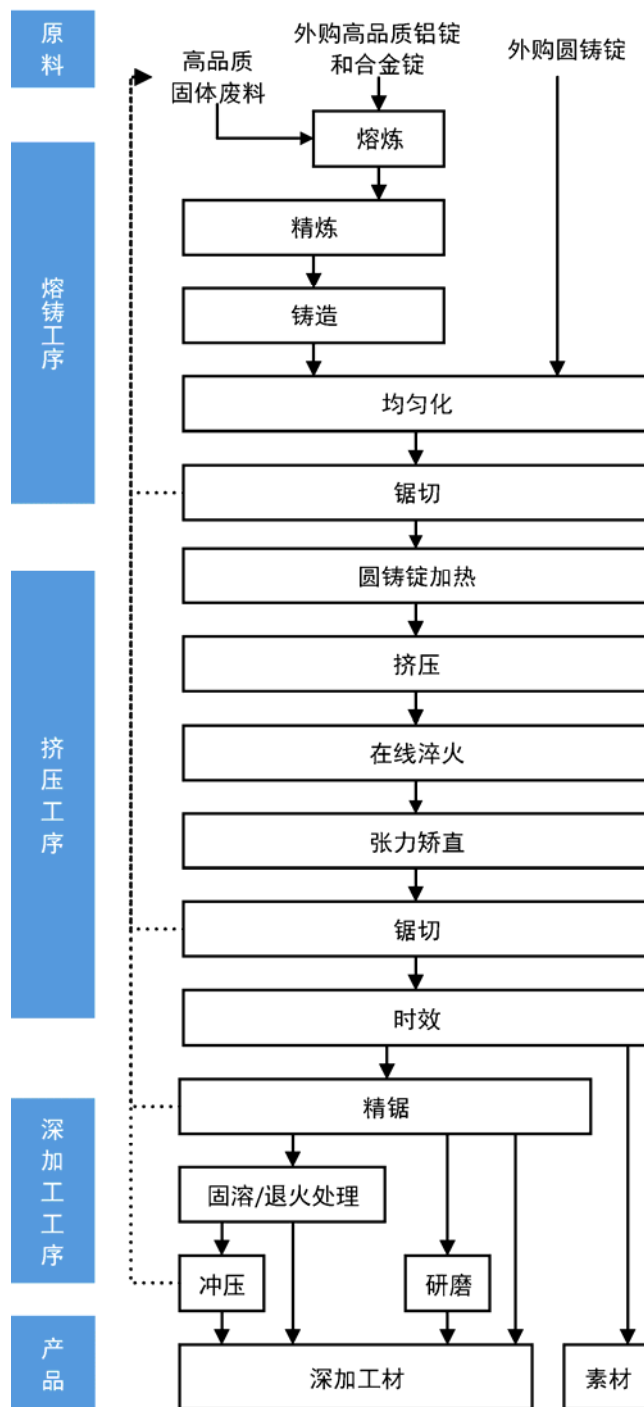 原
料
高品质
固体废料
外购高品质铝锭
和合金锭
外购圆铸锭
熔
铸
工
序
熔炼
精炼
铸造
均匀化
锯切
挤
压
工
序
圆铸锭加热
挤压
在线淬火
张力矫直
锯切
时效
深
加
工
工
序
精锯
固溶/退火处理
冲压
研磨
产
品
深加工材
素材